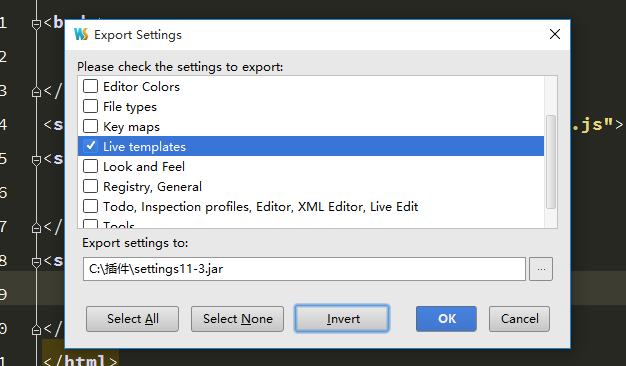 1 <body>
WS Export Settings
2
Please check the settings to export:
Editor Colors
3 </
File types
4 <s .js">
Key maps
Live templates
5 <s
Look and Feel
6
Registry, General
Todo, Inspection profiles, Editor, XML Editor, Live Edit
7 </
Tools
Export settings to:
8 <s
C:\插件\settings11-3.jar ...
9
Select All Select None Invert OK Cancel
0 </
1 </html>